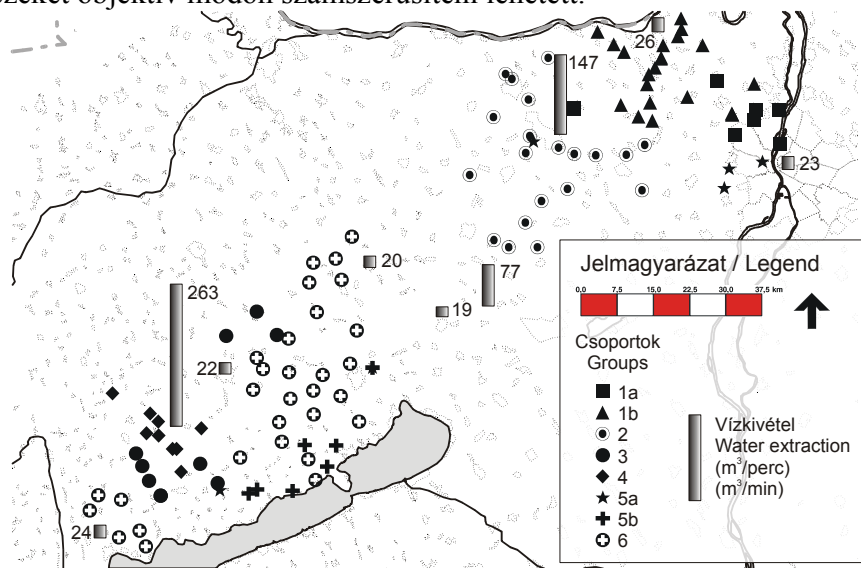 szeket objektív módon számszerűsíteni lehetett.
26
147
23
20
263
77
19
22
24
Jelmagyarázat / Legend
0,0 7,5 15,0 22,5 30,0 37,5 km
Csoportok
Groups
1a
1b
2
3
4
5a
5b
6
Vízkivétel
Water extraction
(m³/perc)
(m³/min)